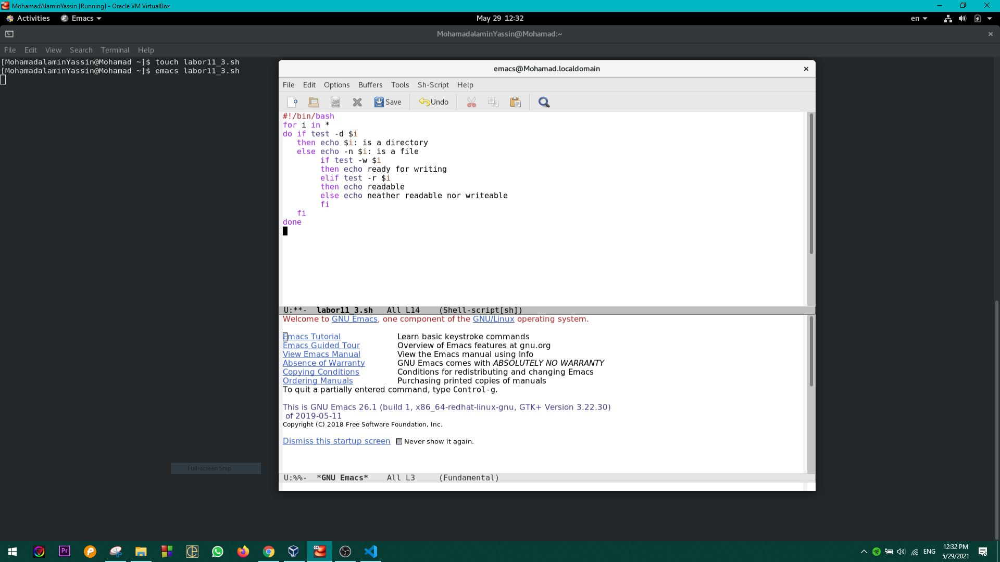 MohamadAlaminYassin [Running] - Oracle VM VirtualBox
Activities Emacs May 29 12:32 en
MohamadalaminYassin@Mohamad:~
File Edit View Search Terminal Help
[MohamadalaminYassin@Mohamad ~]$ touch labor11_3.sh
[MohamadalaminYassin@Mohamad ~]$ emacs labor11_3.sh
emacs@Mohamad.localdomain
File Edit Options Buffers Tools Sh-Script Help
Save Undo
#!/bin/bash
for i in *
do if test -d $i
   then echo $i: is a directory
   else echo -n $i: is a file
        if test -w $i
        then echo ready for writing
        elif test -r $i
        then echo readable
        else echo neather readable nor writeable
        fi
   fi
done
U:**- labor11_3.sh All L14 (Shell-script[sh])
Welcome to GNU Emacs, one component of the GNU/Linux operating system.
Emacs Tutorial Learn basic keystroke commands
Emacs Guided Tour Overview of Emacs features at gnu.org
View Emacs Manual View the Emacs manual using Info
Absence of Warranty GNU Emacs comes with ABSOLUTELY NO WARRANTY
Copying Conditions Conditions for redistributing and changing Emacs
Ordering Manuals Purchasing printed copies of manuals
To quit a partially entered command, type Control-g.
This is GNU Emacs 26.1 (build 1, x86_64-redhat-linux-gnu, GTK+ Version 3.22.30)
of 2019-05-11
Copyright (C) 2018 Free Software Foundation, Inc.
Dismiss this startup screen Never show it again.
Full-screen Snip
U:%%- *GNU Emacs* All L3 (Fundamental)
Pr
ENG
12:32 PM
5/29/2021